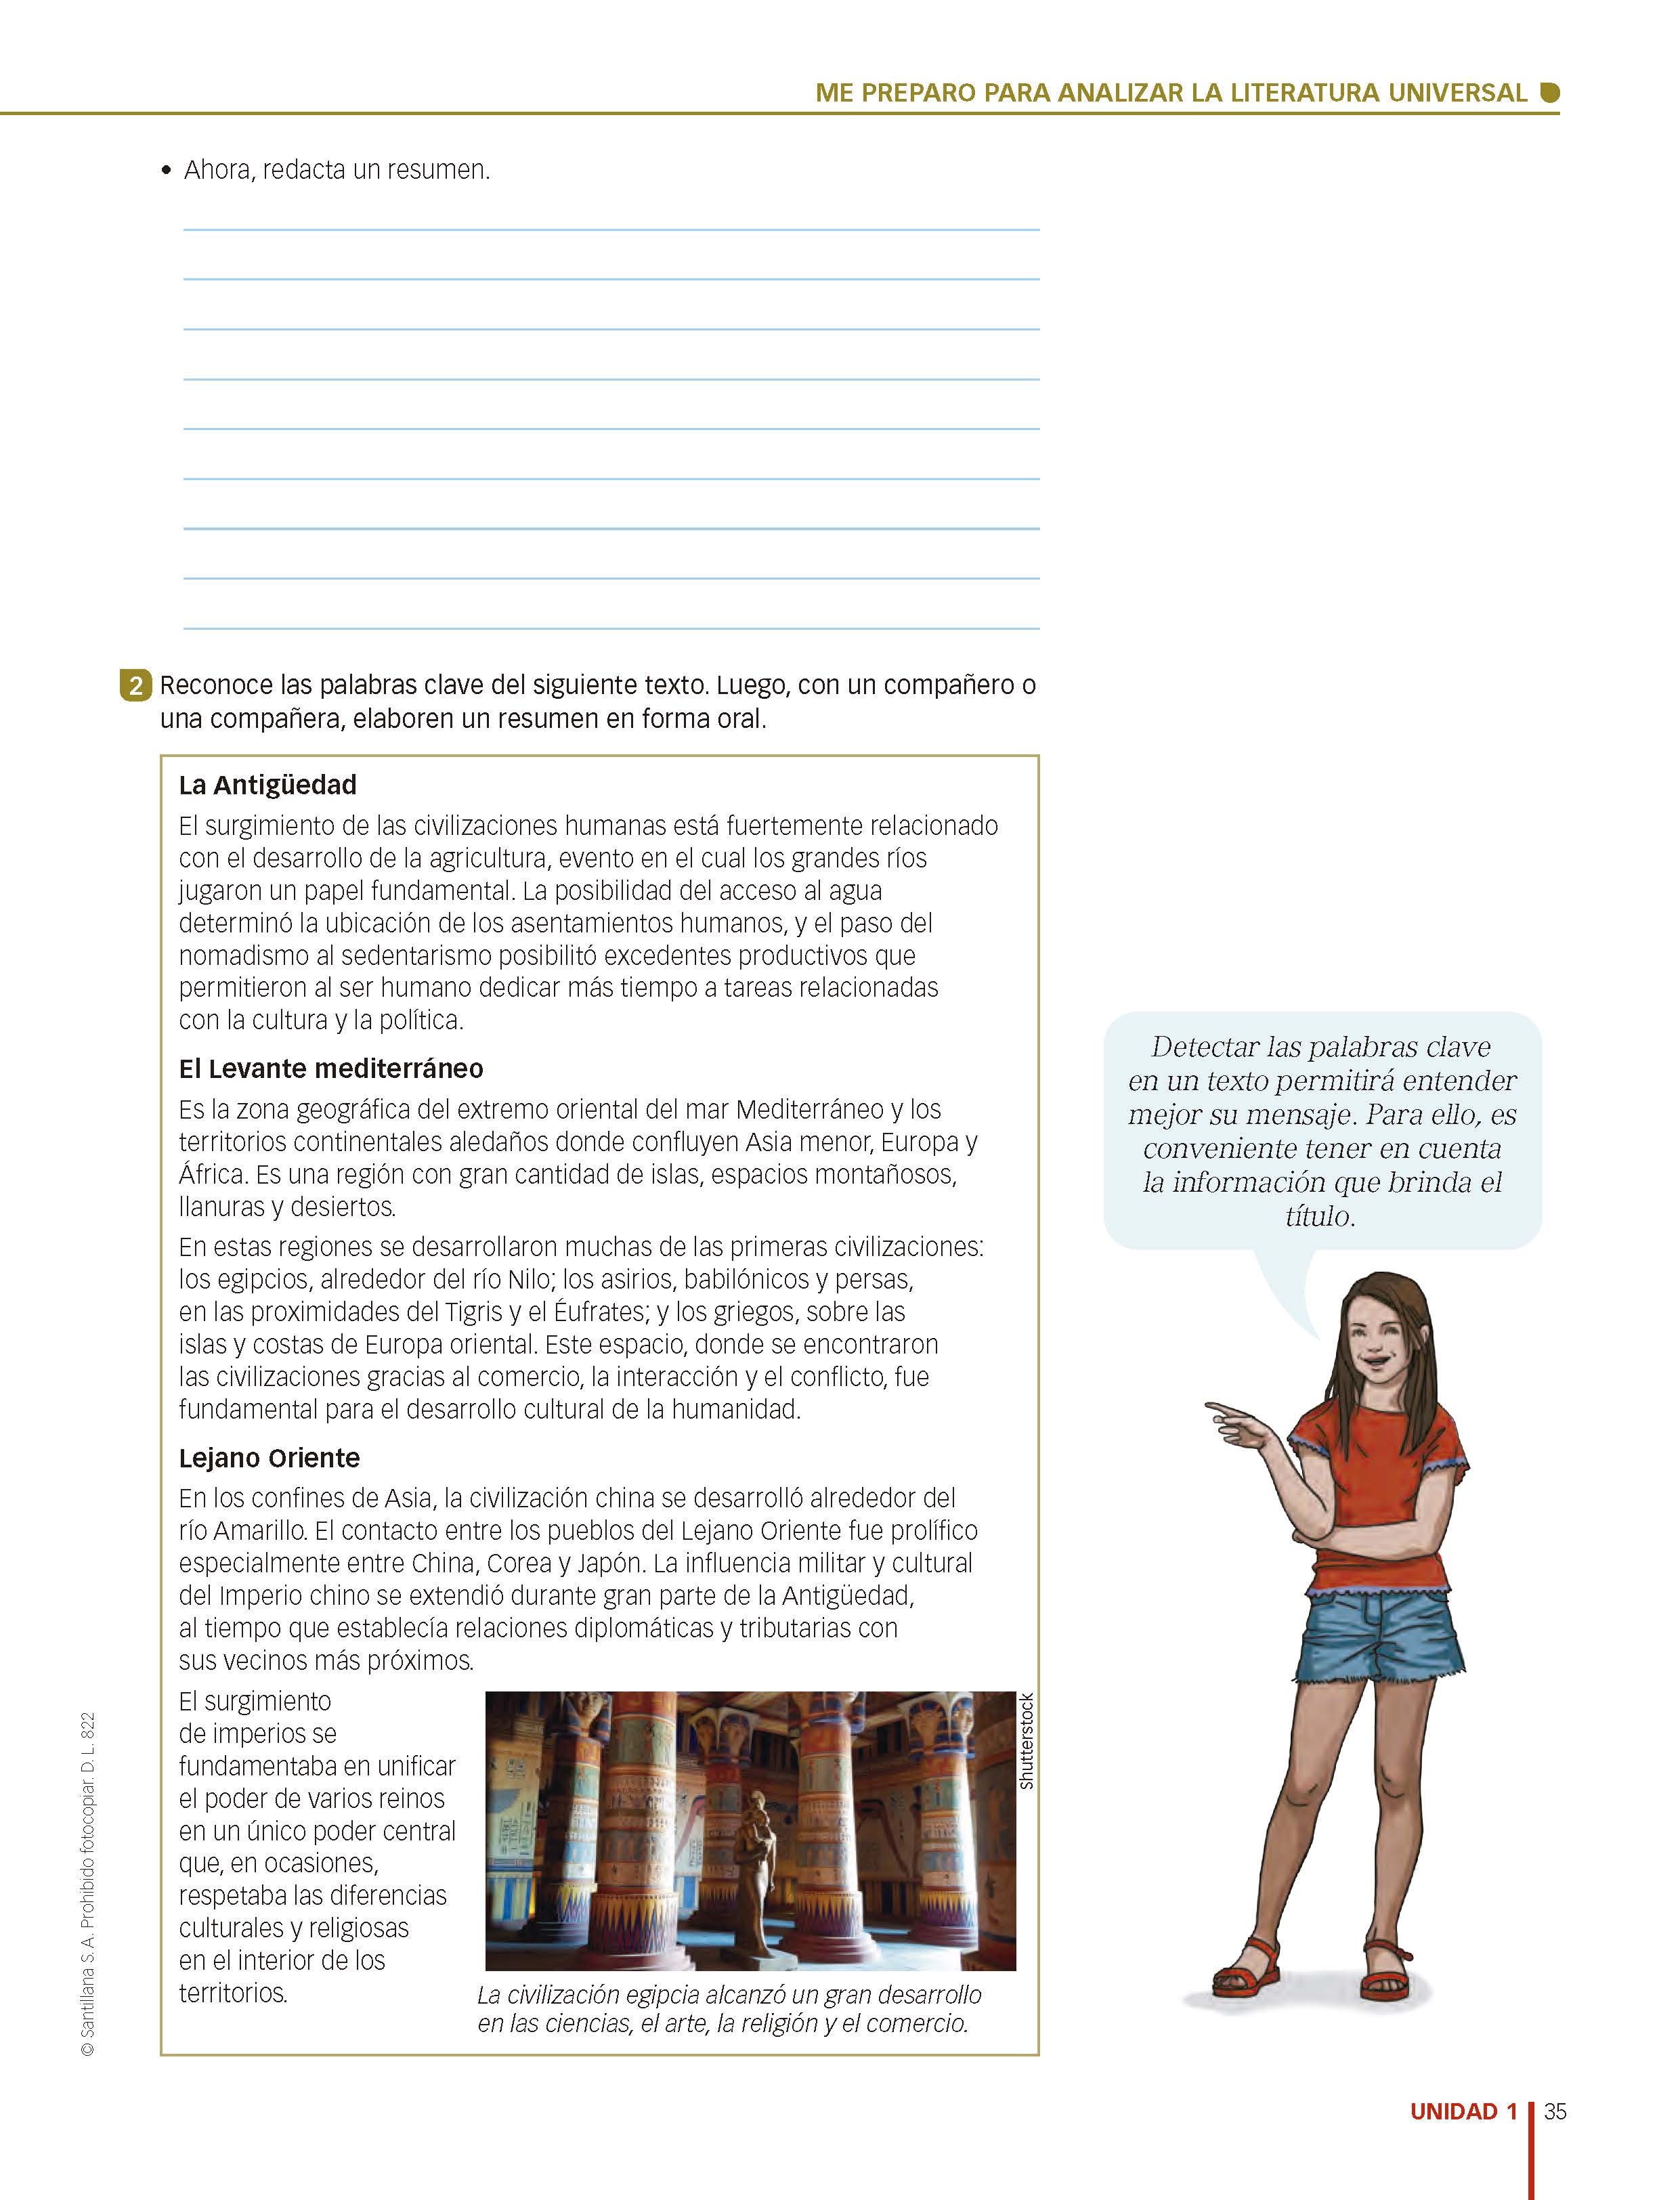 ME PREPARO PARA ANALIZAR LA LITERATURA UNIVERSAL
• Ahora, redacta un resumen.
2 Reconoce las palabras clave del siguiente texto. Luego, con un compañero o
una compañera, elaboren un resumen en forma oral.
La Antigüedad
El surgimiento de las civilizaciones humanas está fuertemente relacionado
con el desarrollo de la agricultura, evento en el cual los grandes ríos
jugaron un papel fundamental. La posibilidad del acceso al agua
determinó la ubicación de los asentamientos humanos, y el paso del
nomadismo al sedentarismo posibilitó excedentes productivos que
permitieron al ser humano dedicar más tiempo a tareas relacionadas
con la cultura y la política.
El Levante mediterráneo
Es la zona geográfica del extremo oriental del mar Mediterráneo y los
territorios continentales aledaños donde confluyen Asia menor, Europa y
África. Es una región con gran cantidad de islas, espacios montañosos,
llanuras y desiertos.
En estas regiones se desarrollaron muchas de las primeras civilizaciones:
los egipcios, alrededor del río Nilo; los asirios, babilónicos y persas,
en las proximidades del Tigris y el Éufrates; y los griegos, sobre las
islas y costas de Europa oriental. Este espacio, donde se encontraron
las civilizaciones gracias al comercio, la interacción y el conflicto, fue
fundamental para el desarrollo cultural de la humanidad.
Lejano Oriente
En los confines de Asia, la civilización china se desarrolló alrededor del
río Amarillo. El contacto entre los pueblos del Lejano Oriente fue prolífico
especialmente entre China, Corea y Japón. La influencia militar y cultural
del Imperio chino se extendió durante gran parte de la Antigüedad,
al tiempo que establecía relaciones diplomáticas y tributarias con
sus vecinos más próximos.
El surgimiento
de imperios se
fundamentaba en unificar
el poder de varios reinos
en un único poder central
que, en ocasiones,
respetaba las diferencias
culturales y religiosas
en el interior de los
territorios.
Shutterstock
La civilización egipcia alcanzó un gran desarrollo
en las ciencias, el arte, la religión y el comercio.
Detectar las palabras clave
en un texto permitirá entender
mejor su mensaje. Para ello, es
conveniente tener en cuenta
la información que brinda el
título.
© Santillana S. A. Prohibido fotocopiar. D. L. 822
UNIDAD 1 35